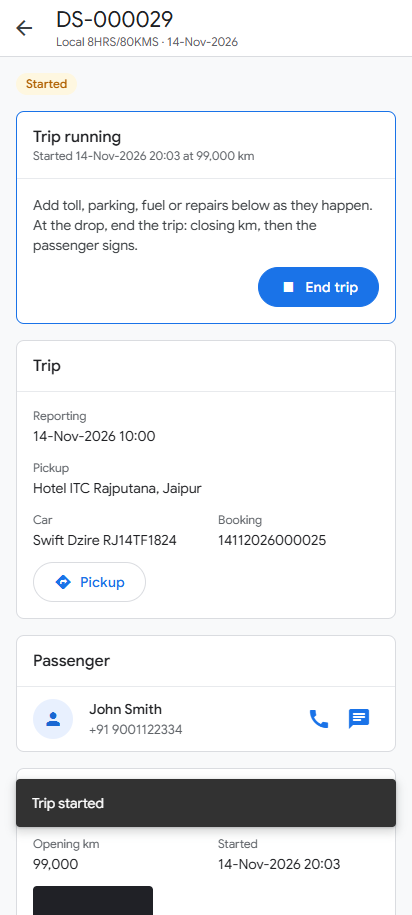 DS-000029
Local 8HRS/80KMS · 14-Nov-2026
Started
Trip running
Started 14-Nov-2026 20:03 at 99,000 km
Add toll, parking, fuel or repairs below as they happen.
At the drop, end the trip: closing km, then the
passenger signs.
End trip
Trip
Reporting
14-Nov-2026 10:00
Pickup
Hotel ITC Rajputana, Jaipur
Car
Booking
Swift Dzire RJ14TF1824
14112026000025
Pickup
Passenger
John Smith
+91 9001122334
Trip started
Opening km
Started
99,000
14-Nov-2026 20:03